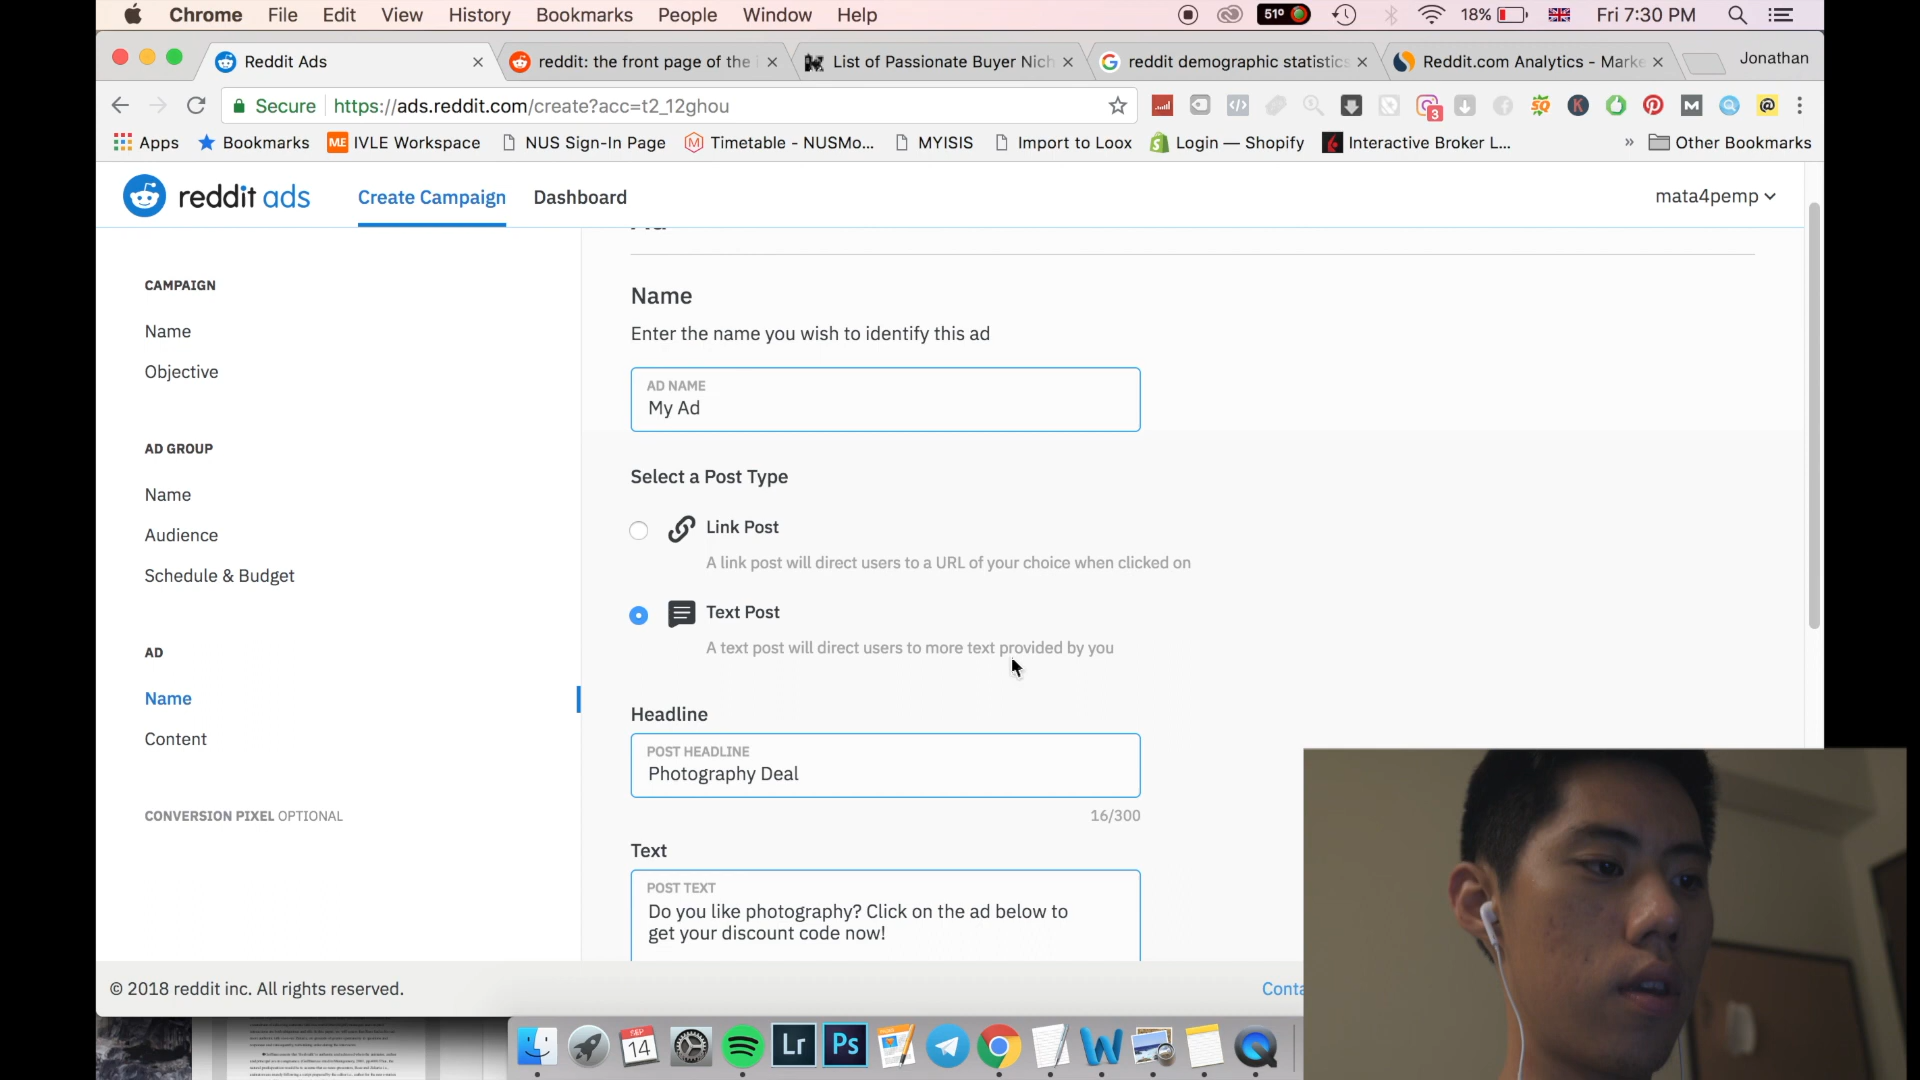 Chrome File Edit View History Bookmarks People Window Help 51° 18% Fri 7:30 PM
Reddit Ads reddit: the front page of the List of Passionate Buyer Nich reddit demographic statistics Reddit.com Analytics - Marke Jonathan
Secure https://ads.reddit.com/create?acc=t2_12ghou
Apps Bookmarks IVLE Workspace NUS Sign-In Page Timetable - NUSMo... MYISIS Import to Loox Login — Shopify Interactive Broker L... » Other Bookmarks
reddit ads Create Campaign Dashboard mata4pemp
CAMPAIGN
Name
Objective
AD GROUP
Name
Audience
Schedule & Budget
AD
Name
Content
CONVERSION PIXEL OPTIONAL
Name
Enter the name you wish to identify this ad
AD NAME
My Ad
Select a Post Type
Link Post
A link post will direct users to a URL of your choice when clicked on
Text Post
A text post will direct users to more text provided by you
Headline
POST HEADLINE
Photography Deal
16/300
Text
POST TEXT
Do you like photography? Click on the ad below to
get your discount code now!
© 2018 reddit inc. All rights reserved. Conta
SEP
14
Lr
Ps